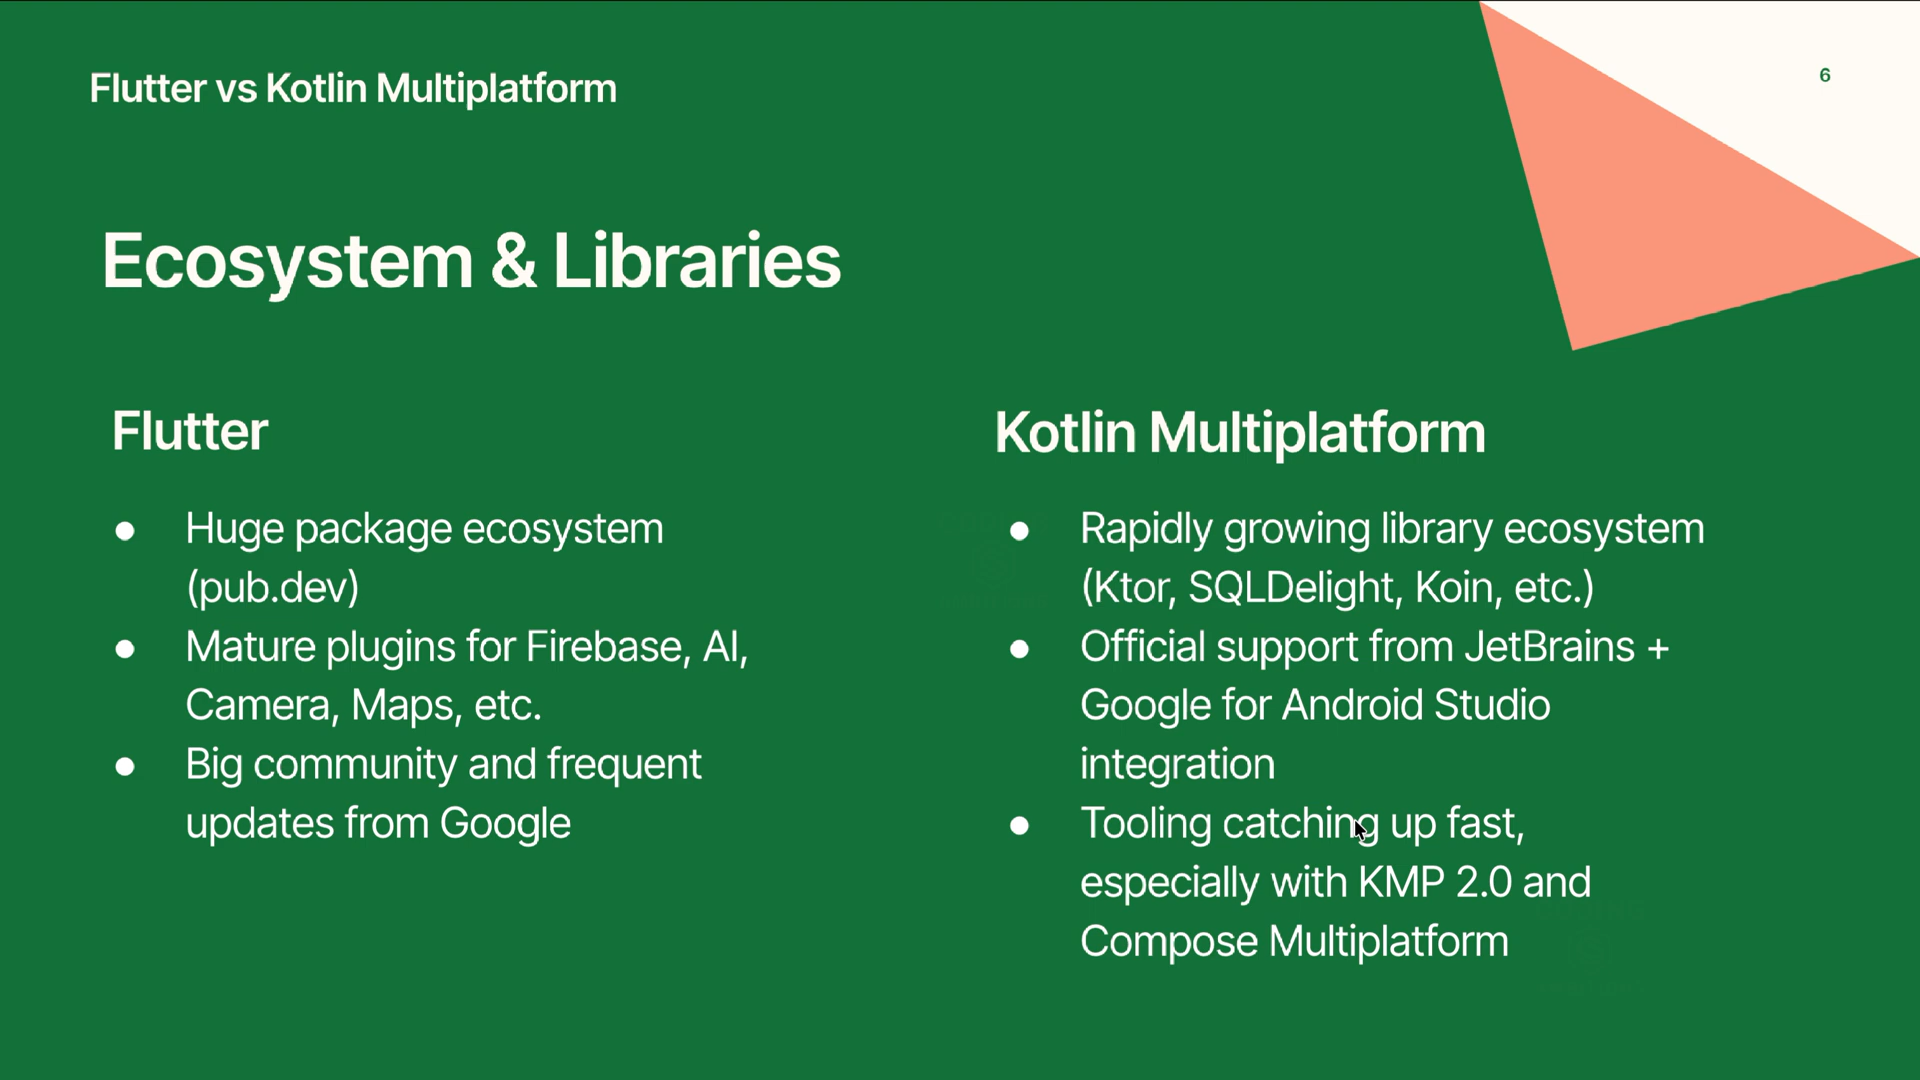 Flutter vs Kotlin Multiplatform
6
Ecosystem & Libraries
Flutter
● Huge package ecosystem
(pub.dev)
● Mature plugins for Firebase, AI,
Camera, Maps, etc.
● Big community and frequent
updates from Google
Kotlin Multiplatform
● Rapidly growing library ecosystem
(Ktor, SQLDelight, Koin, etc.)
● Official support from JetBrains +
Google for Android Studio
integration
● Tooling catching up fast,
especially with KMP 2.0 and
Compose Multiplatform